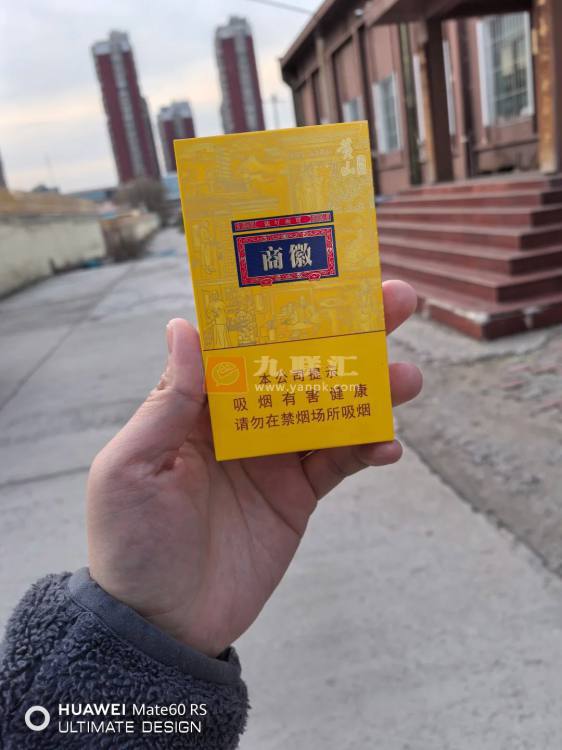 黄山
徽商
本公司提示
吸烟有害健康
请勿在禁烟场所吸烟
九联汇
www.yanpk.com
HUAWEI Mate60 RS
ULTIMATE DESIGN